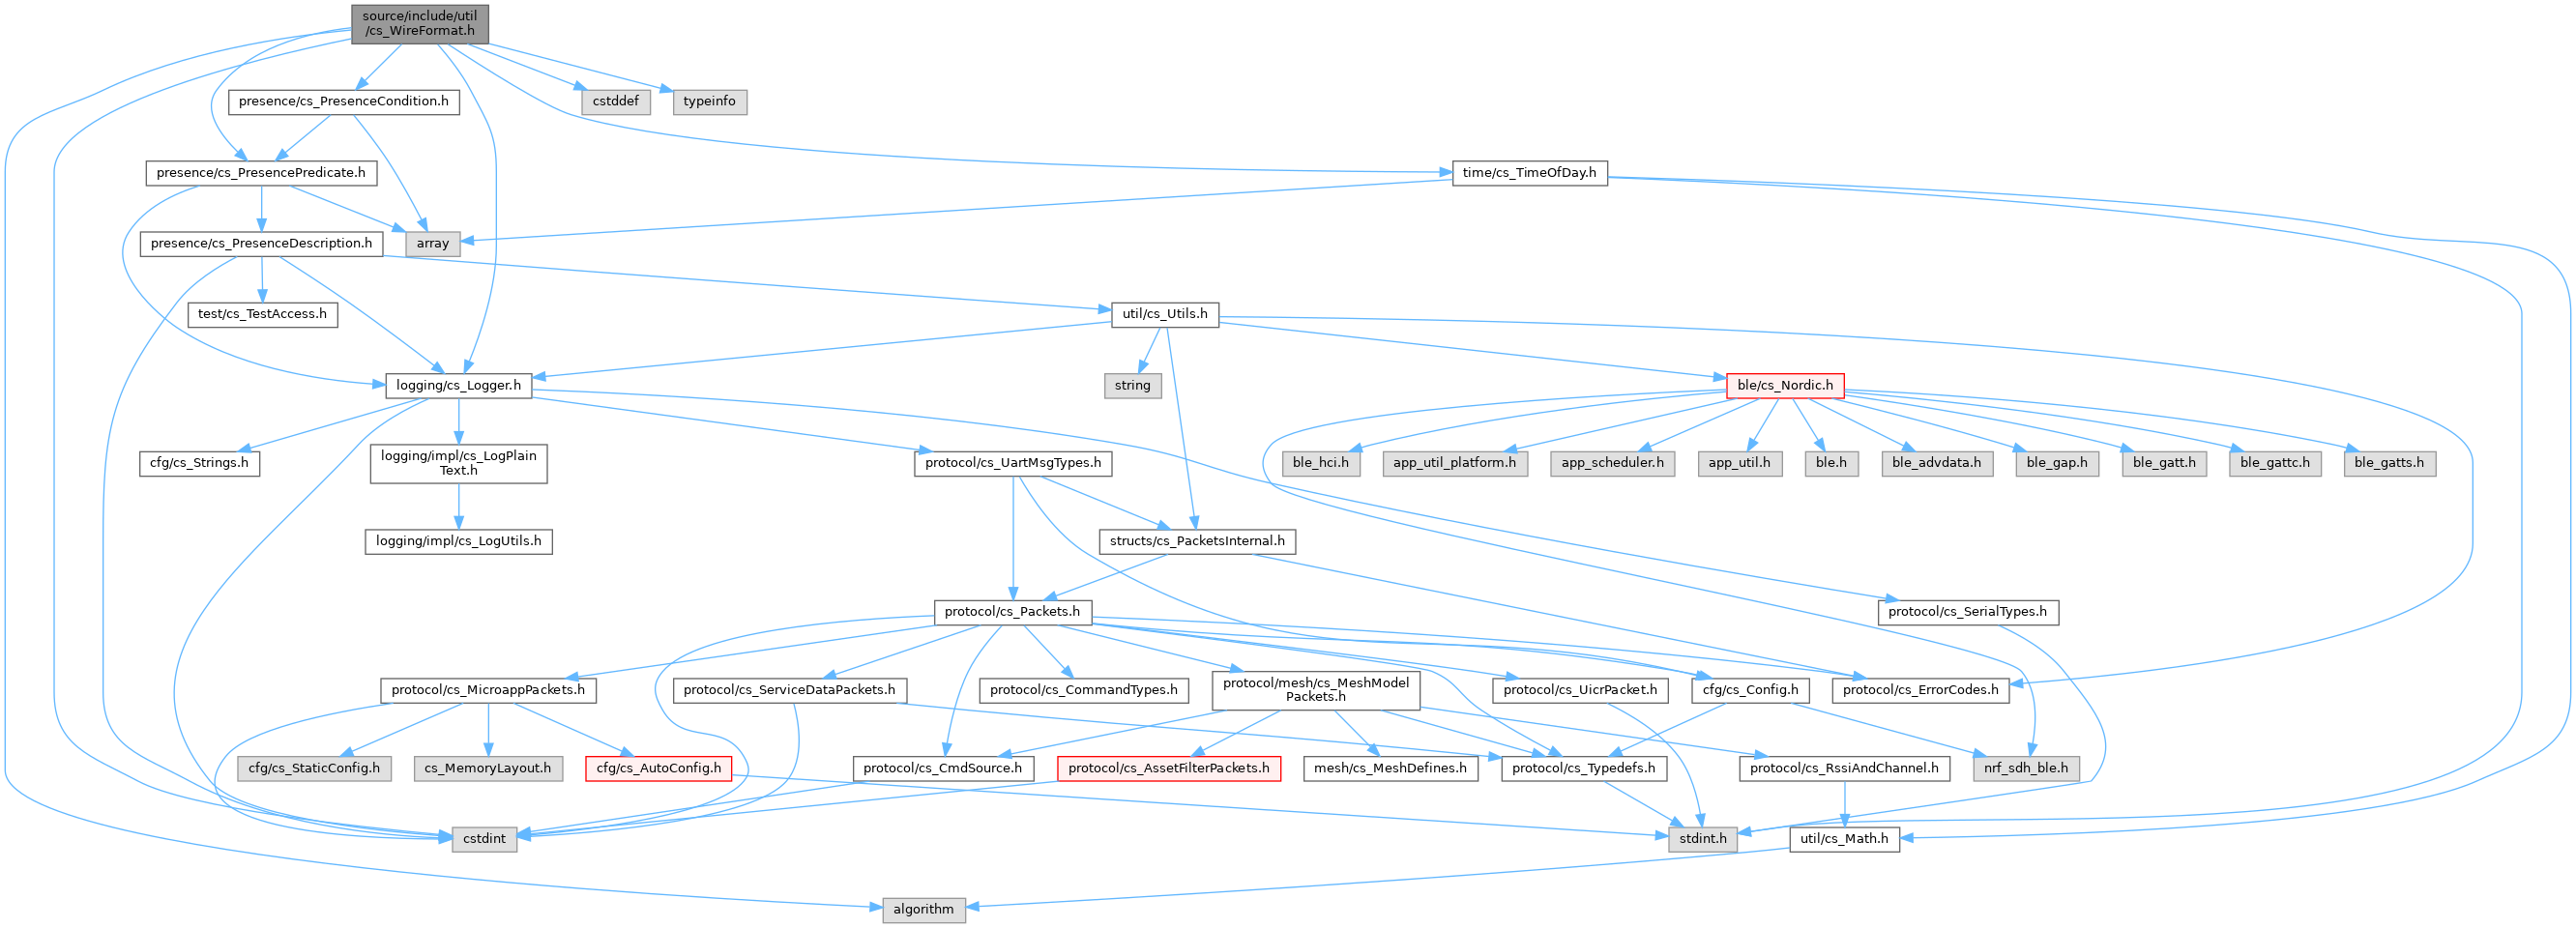 source/include/util
/cs_WireFormat.h
presence/cs_PresenceCondition.h
cstddef
typeinfo
presence/cs_PresencePredicate.h
time/cs_TimeOfDay.h
presence/cs_PresenceDescription.h
array
test/cs_TestAccess.h
util/cs_Utils.h
logging/cs_Logger.h
string
ble/cs_Nordic.h
cfg/cs_Strings.h
logging/impl/cs_LogPlain
Text.h
protocol/cs_UartMsgTypes.h
ble_hci.h
app_util_platform.h
app_scheduler.h
app_util.h
ble.h
ble_advdata.h
ble_gap.h
ble_gatt.h
ble_gattc.h
ble_gatts.h
logging/impl/cs_LogUtils.h
structs/cs_PacketsInternal.h
protocol/cs_Packets.h
protocol/cs_SerialTypes.h
protocol/cs_MicroappPackets.h
protocol/cs_ServiceDataPackets.h
protocol/cs_CommandTypes.h
protocol/mesh/cs_MeshModel
Packets.h
protocol/cs_UicrPacket.h
cfg/cs_Config.h
protocol/cs_ErrorCodes.h
cfg/cs_StaticConfig.h
cs_MemoryLayout.h
cfg/cs_AutoConfig.h
protocol/cs_CmdSource.h
protocol/cs_AssetFilterPackets.h
mesh/cs_MeshDefines.h
protocol/cs_Typedefs.h
protocol/cs_RssiAndChannel.h
nrf_sdh_ble.h
cstdint
stdint.h
util/cs_Math.h
algorithm